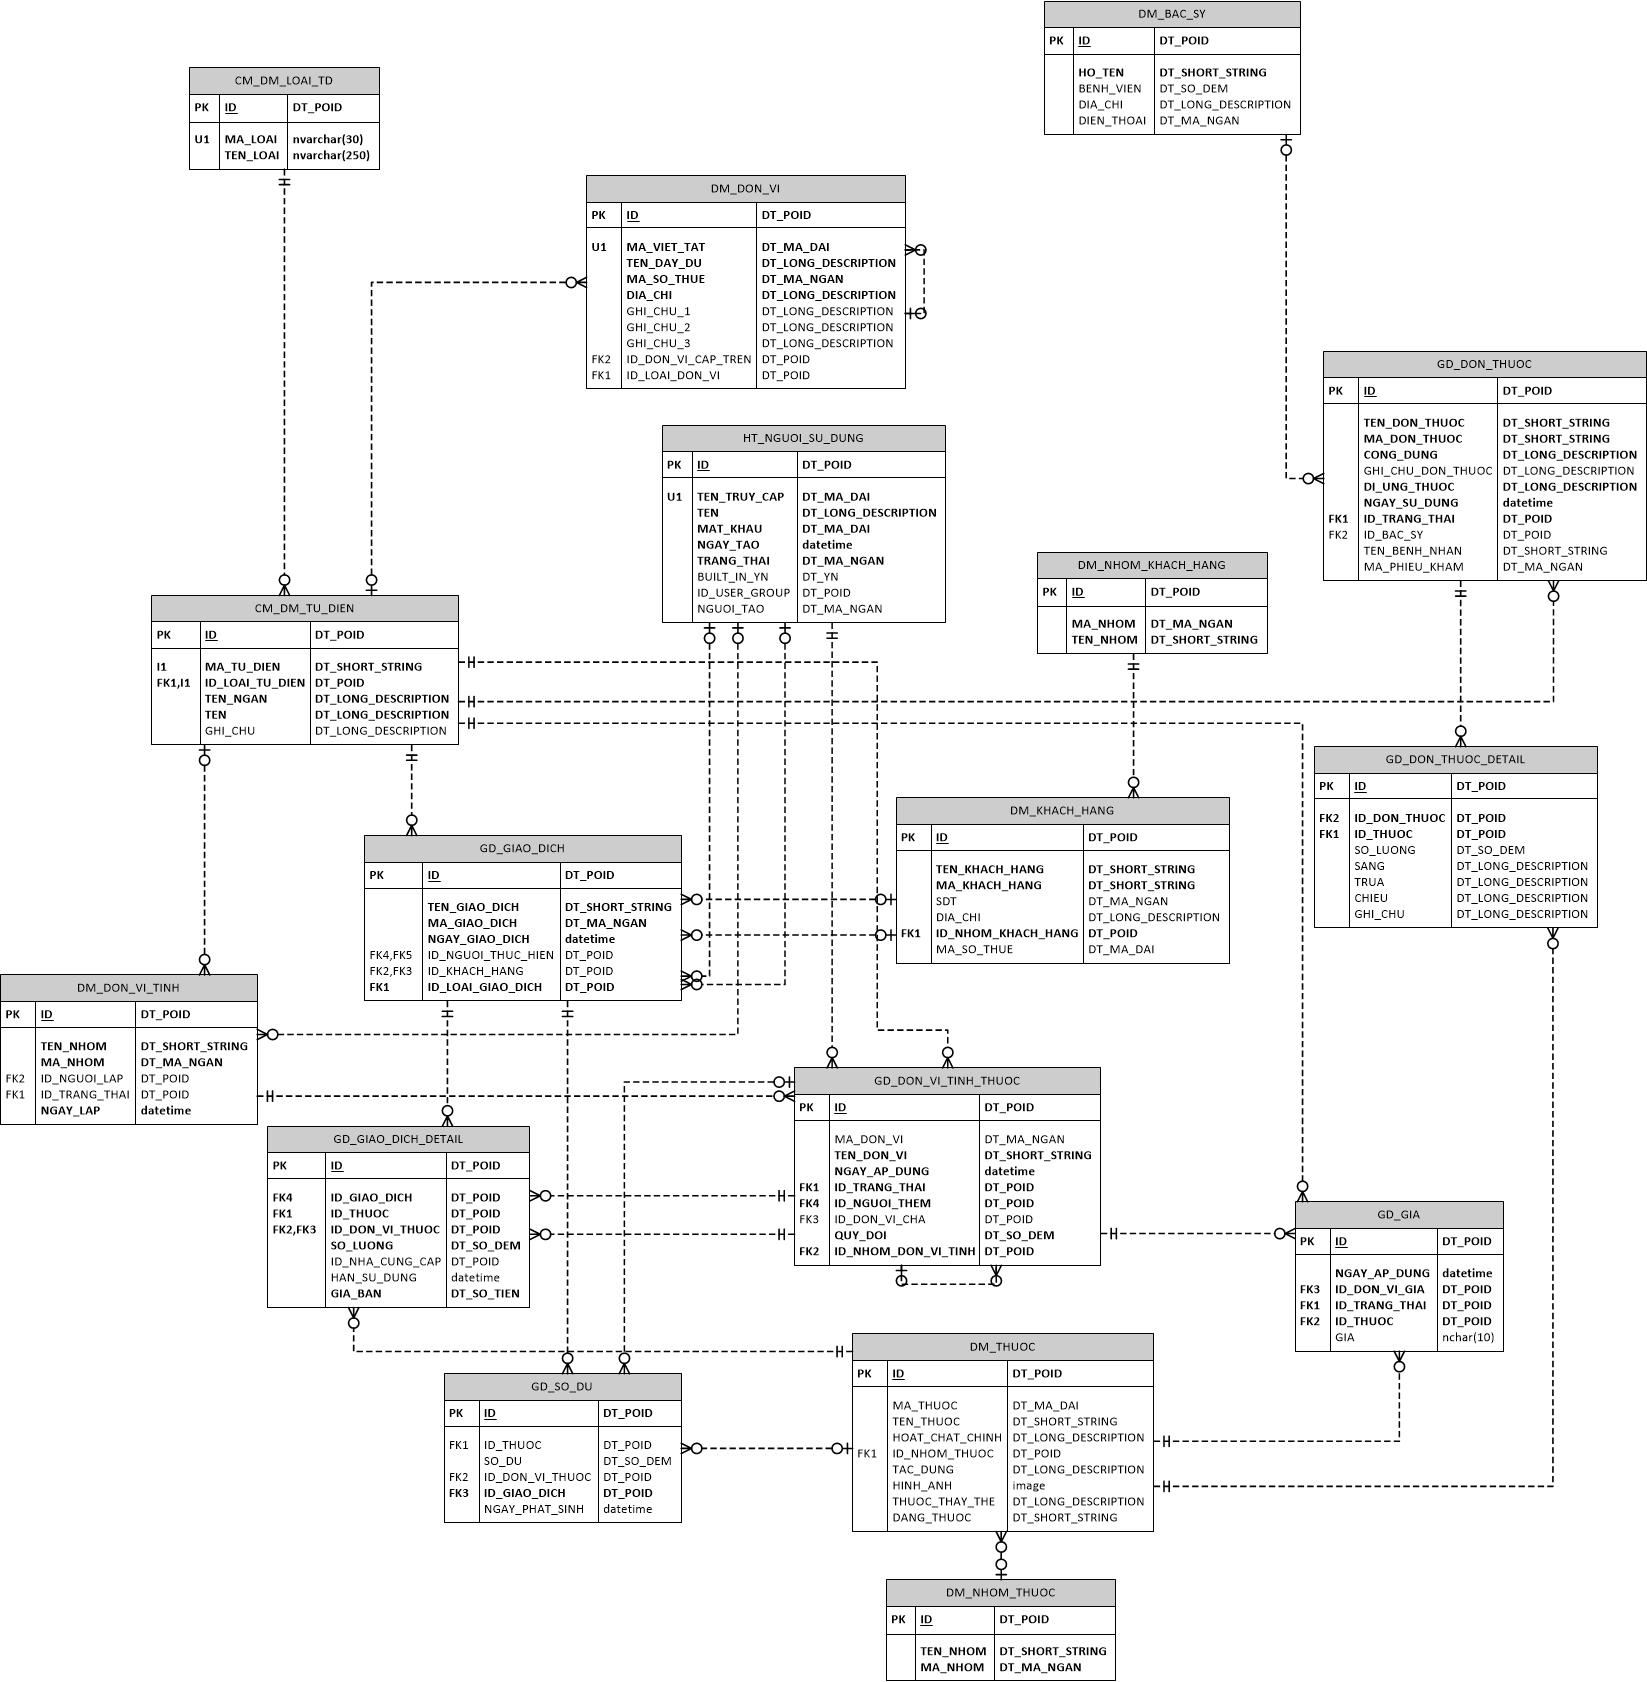 DM_BAC_SY
PK ID DT_POID
HO_TEN DT_SHORT_STRING
BENH_VIEN DT_SO_DEM
DIA_CHI DT_LONG_DESCRIPTION
DIEN_THOAI DT_MA_NGAN
CM_DM_LOAI_TD
PK ID DT_POID
U1 MA_LOAI nvarchar(30)
TEN_LOAI nvarchar(250)
DM_DON_VI
PK ID DT_POID
U1 MA_VIET_TAT DT_MA_DAI
TEN_DAY_DU DT_LONG_DESCRIPTION
MA_SO_THUE DT_MA_NGAN
DIA_CHI DT_LONG_DESCRIPTION
GHI_CHU_1 DT_LONG_DESCRIPTION
GHI_CHU_2 DT_LONG_DESCRIPTION
GHI_CHU_3 DT_LONG_DESCRIPTION
FK2 ID_DON_VI_CAP_TREN DT_POID
FK1 ID_LOAI_DON_VI DT_POID
GD_DON_THUOC
PK ID DT_POID
TEN_DON_THUOC DT_SHORT_STRING
MA_DON_THUOC DT_SHORT_STRING
CONG_DUNG DT_LONG_DESCRIPTION
GHI_CHU_DON_THUOC DT_LONG_DESCRIPTION
DI_UNG_THUOC DT_LONG_DESCRIPTION
NGAY_SU_DUNG datetime
FK1 ID_TRANG_THAI DT_POID
FK2 ID_BAC_SY DT_POID
TEN_BENH_NHAN DT_SHORT_STRING
MA_PHIEU_KHAM DT_MA_NGAN
HT_NGUOI_SU_DUNG
PK ID DT_POID
U1 TEN_TRUY_CAP DT_MA_DAI
TEN DT_LONG_DESCRIPTION
MAT_KHAU DT_MA_DAI
NGAY_TAO datetime
TRANG_THAI DT_MA_NGAN
BUILT_IN_YN DT_YN
ID_USER_GROUP DT_POID
NGUOI_TAO DT_MA_NGAN
DM_NHOM_KHACH_HANG
PK ID DT_POID
MA_NHOM DT_MA_NGAN
TEN_NHOM DT_SHORT_STRING
CM_DM_TU_DIEN
PK ID DT_POID
I1 MA_TU_DIEN DT_SHORT_STRING
FK1,I1 ID_LOAI_TU_DIEN DT_POID
TEN_NGAN DT_LONG_DESCRIPTION
TEN DT_LONG_DESCRIPTION
GHI_CHU DT_LONG_DESCRIPTION
GD_DON_THUOC_DETAIL
PK ID DT_POID
FK2 ID_DON_THUOC DT_POID
FK1 ID_THUOC DT_POID
SO_LUONG DT_SO_DEM
SANG DT_LONG_DESCRIPTION
TRUA DT_LONG_DESCRIPTION
CHIEU DT_LONG_DESCRIPTION
GHI_CHU DT_LONG_DESCRIPTION
DM_KHACH_HANG
PK ID DT_POID
TEN_KHACH_HANG DT_SHORT_STRING
MA_KHACH_HANG DT_SHORT_STRING
SDT DT_MA_NGAN
DIA_CHI DT_LONG_DESCRIPTION
FK1 ID_NHOM_KHACH_HANG DT_POID
MA_SO_THUE DT_MA_DAI
GD_GIAO_DICH
PK ID DT_POID
TEN_GIAO_DICH DT_SHORT_STRING
MA_GIAO_DICH DT_MA_NGAN
NGAY_GIAO_DICH datetime
FK4,FK5 ID_NGUOI_THUC_HIEN DT_POID
FK2,FK3 ID_KHACH_HANG DT_POID
FK1 ID_LOAI_GIAO_DICH DT_POID
DM_DON_VI_TINH
PK ID DT_POID
TEN_NHOM DT_SHORT_STRING
MA_NHOM DT_MA_NGAN
FK2 ID_NGUOI_LAP DT_POID
FK1 ID_TRANG_THAI DT_POID
NGAY_LAP datetime
GD_DON_VI_TINH_THUOC
PK ID DT_POID
MA_DON_VI DT_MA_NGAN
TEN_DON_VI DT_SHORT_STRING
NGAY_AP_DUNG datetime
FK1 ID_TRANG_THAI DT_POID
FK4 ID_NGUOI_THEM DT_POID
FK3 ID_DON_VI_CHA DT_POID
QUY_DOI DT_SO_DEM
FK2 ID_NHOM_DON_VI_TINH DT_POID
GD_GIAO_DICH_DETAIL
PK ID DT_POID
FK4 ID_GIAO_DICH DT_POID
FK1 ID_THUOC DT_POID
FK2,FK3 ID_DON_VI_THUOC DT_POID
SO_LUONG DT_SO_DEM
ID_NHA_CUNG_CAP DT_POID
HAN_SU_DUNG datetime
GIA_BAN DT_SO_TIEN
GD_GIA
PK ID DT_POID
NGAY_AP_DUNG datetime
FK3 ID_DON_VI_GIA DT_POID
FK1 ID_TRANG_THAI DT_POID
FK2 ID_THUOC DT_POID
GIA nchar(10)
DM_THUOC
PK ID DT_POID
MA_THUOC DT_MA_DAI
TEN_THUOC DT_SHORT_STRING
HOAT_CHAT_CHINH DT_LONG_DESCRIPTION
FK1 ID_NHOM_THUOC DT_POID
TAC_DUNG DT_LONG_DESCRIPTION
HINH_ANH image
THUOC_THAY_THE DT_LONG_DESCRIPTION
DANG_THUOC DT_SHORT_STRING
GD_SO_DU
PK ID DT_POID
FK1 ID_THUOC DT_POID
SO_DU DT_SO_DEM
FK2 ID_DON_VI_THUOC DT_POID
FK3 ID_GIAO_DICH DT_POID
NGAY_PHAT_SINH datetime
DM_NHOM_THUOC
PK ID DT_POID
TEN_NHOM DT_SHORT_STRING
MA_NHOM DT_MA_NGAN